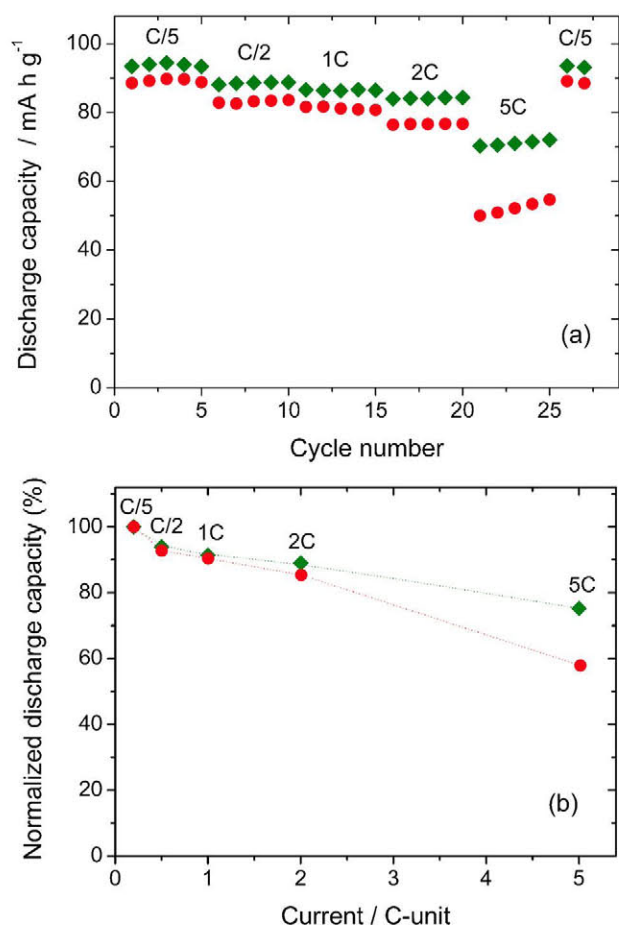 C/5
C/2
1C
2C
5C
C/5
100
80
60
40
20
0
0 5 10 15 20 25
Discharge capacity / mA h g⁻¹
Cycle number
(a)
C/5
C/2
1C
2C
5C
100
80
60
40
20
0
0 1 2 3 4 5
Normalized discharge capacity (%)
Current / C-unit
(b)